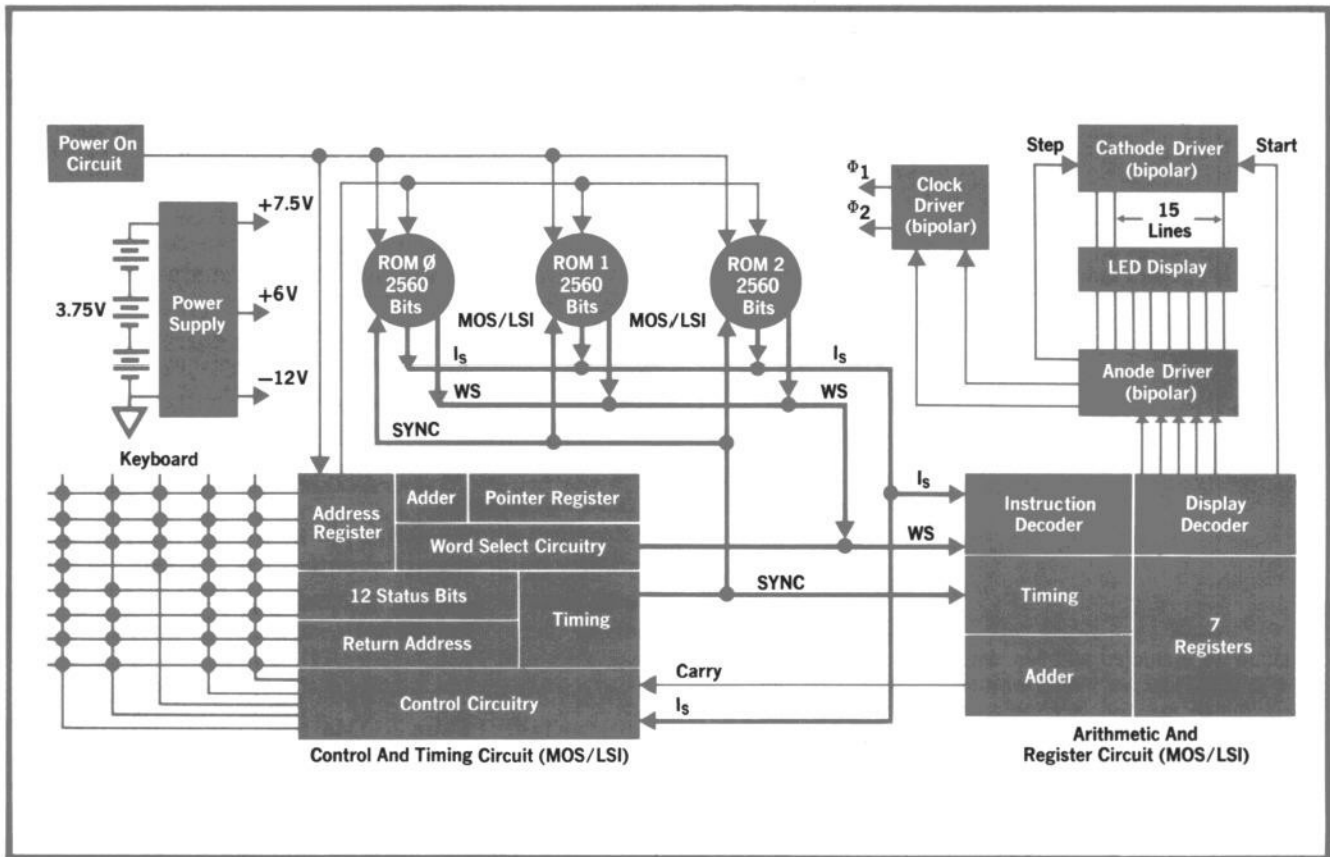 Power On
Circuit
+7.5V
3.75V
Power
Supply
+6V
−12V
ROM Ø
2560
Bits
ROM 1
2560
Bits
ROM 2
2560
Bits
MOS/LSI
MOS/LSI
Is
Is
WS
WS
SYNC
Φ1
Φ2
Clock
Driver
(bipolar)
Step
Cathode Driver
(bipolar)
Start
15
Lines
LED Display
Anode Driver
(bipolar)
Keyboard
Address
Register
Adder
Pointer Register
Word Select Circuitry
12 Status Bits
Return Address
Timing
Control Circuitry
Control And Timing Circuit (MOS/LSI)
Is
WS
SYNC
Carry
Is
Instruction
Decoder
Display
Decoder
Timing
Adder
7
Registers
Arithmetic And
Register Circuit (MOS/LSI)